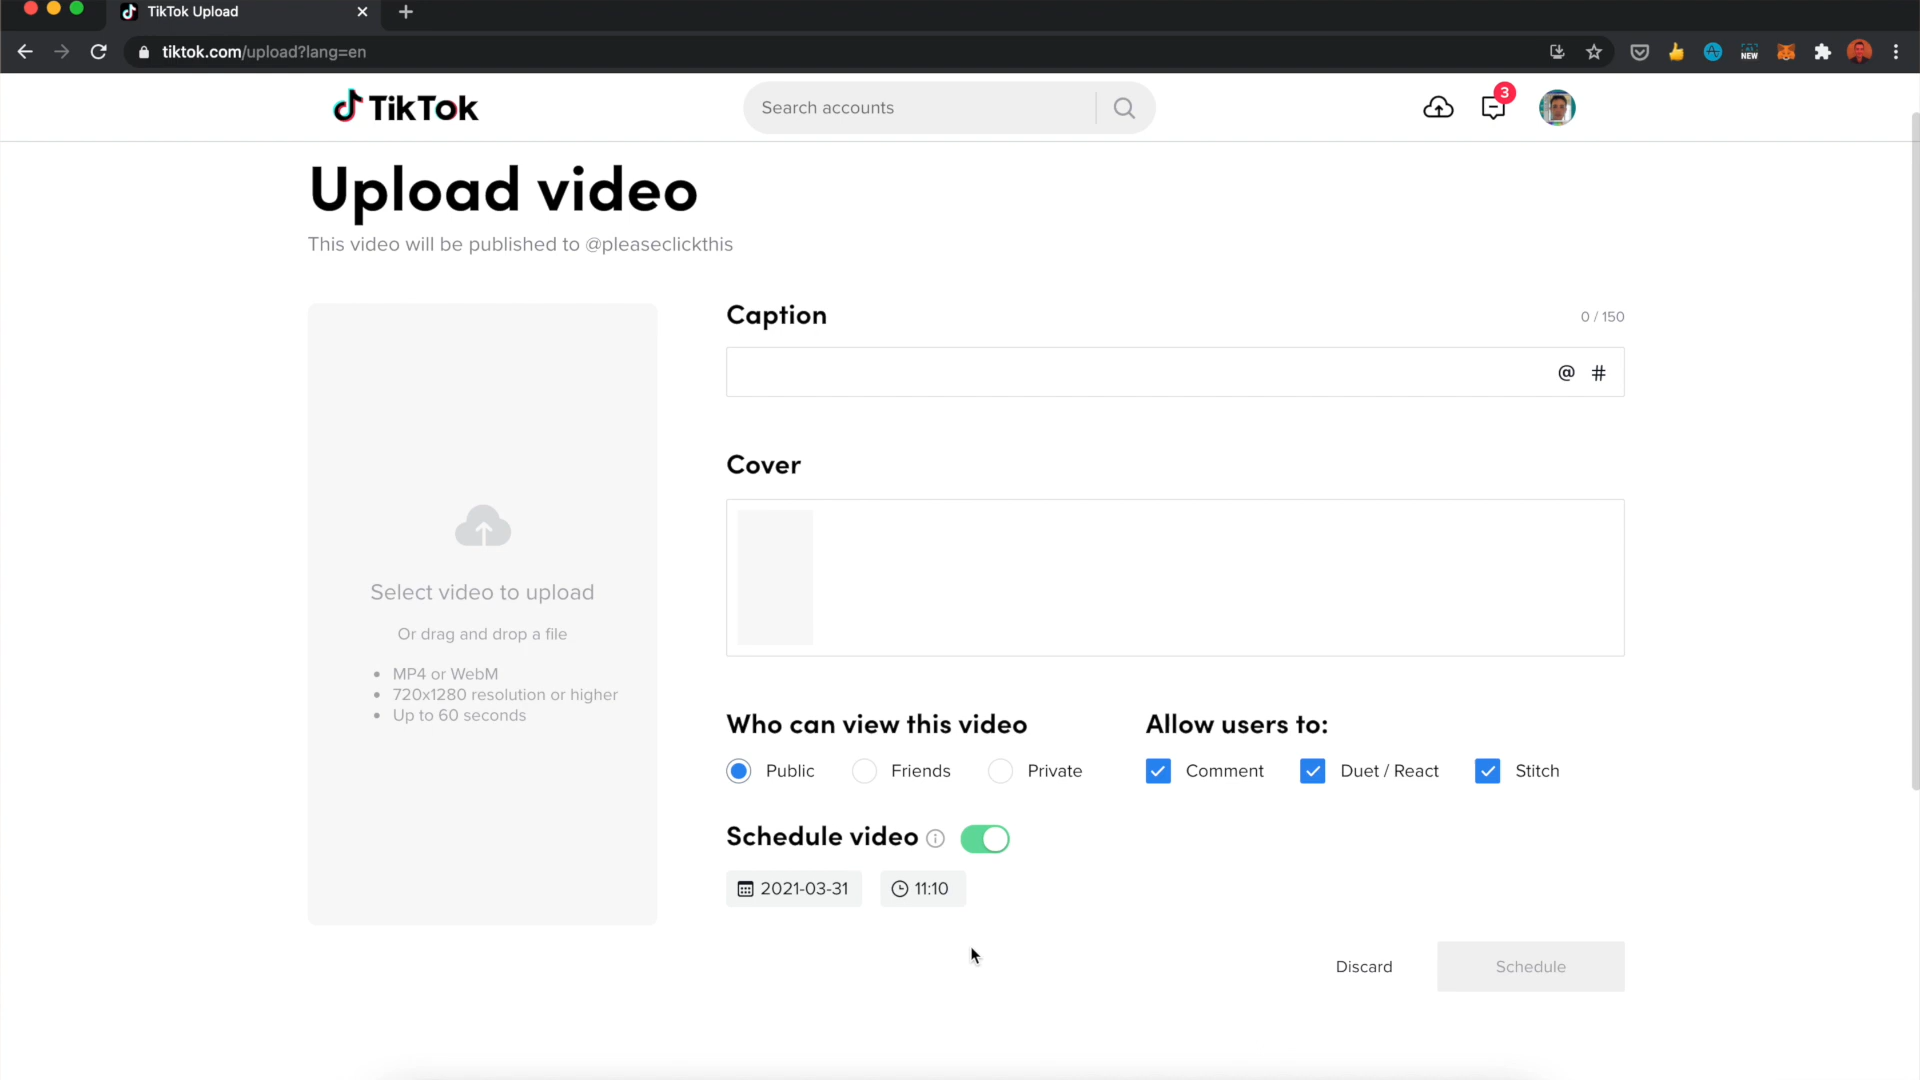 TikTok Upload
tiktok.com/upload?lang=en
NEW
TikTok
Search accounts
3
Upload video
This video will be published to @pleaseclickthis
Caption
0 / 150
@ #
Cover
Select video to upload
Or drag and drop a file
MP4 or WebM
720x1280 resolution or higher
Up to 60 seconds
Who can view this video
Allow users to:
Public
Friends
Private
Comment
Duet / React
Stitch
Schedule video
2021-03-31
11:10
Discard
Schedule